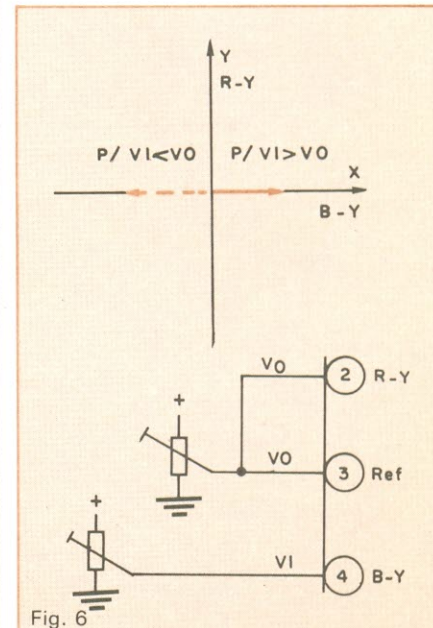 Y
R-Y
P/ VI<VO P/ VI>VO
X
B-Y
VO 2 R-Y
+
VO 3 Ref
+
VI 4 B-Y
Fig. 6